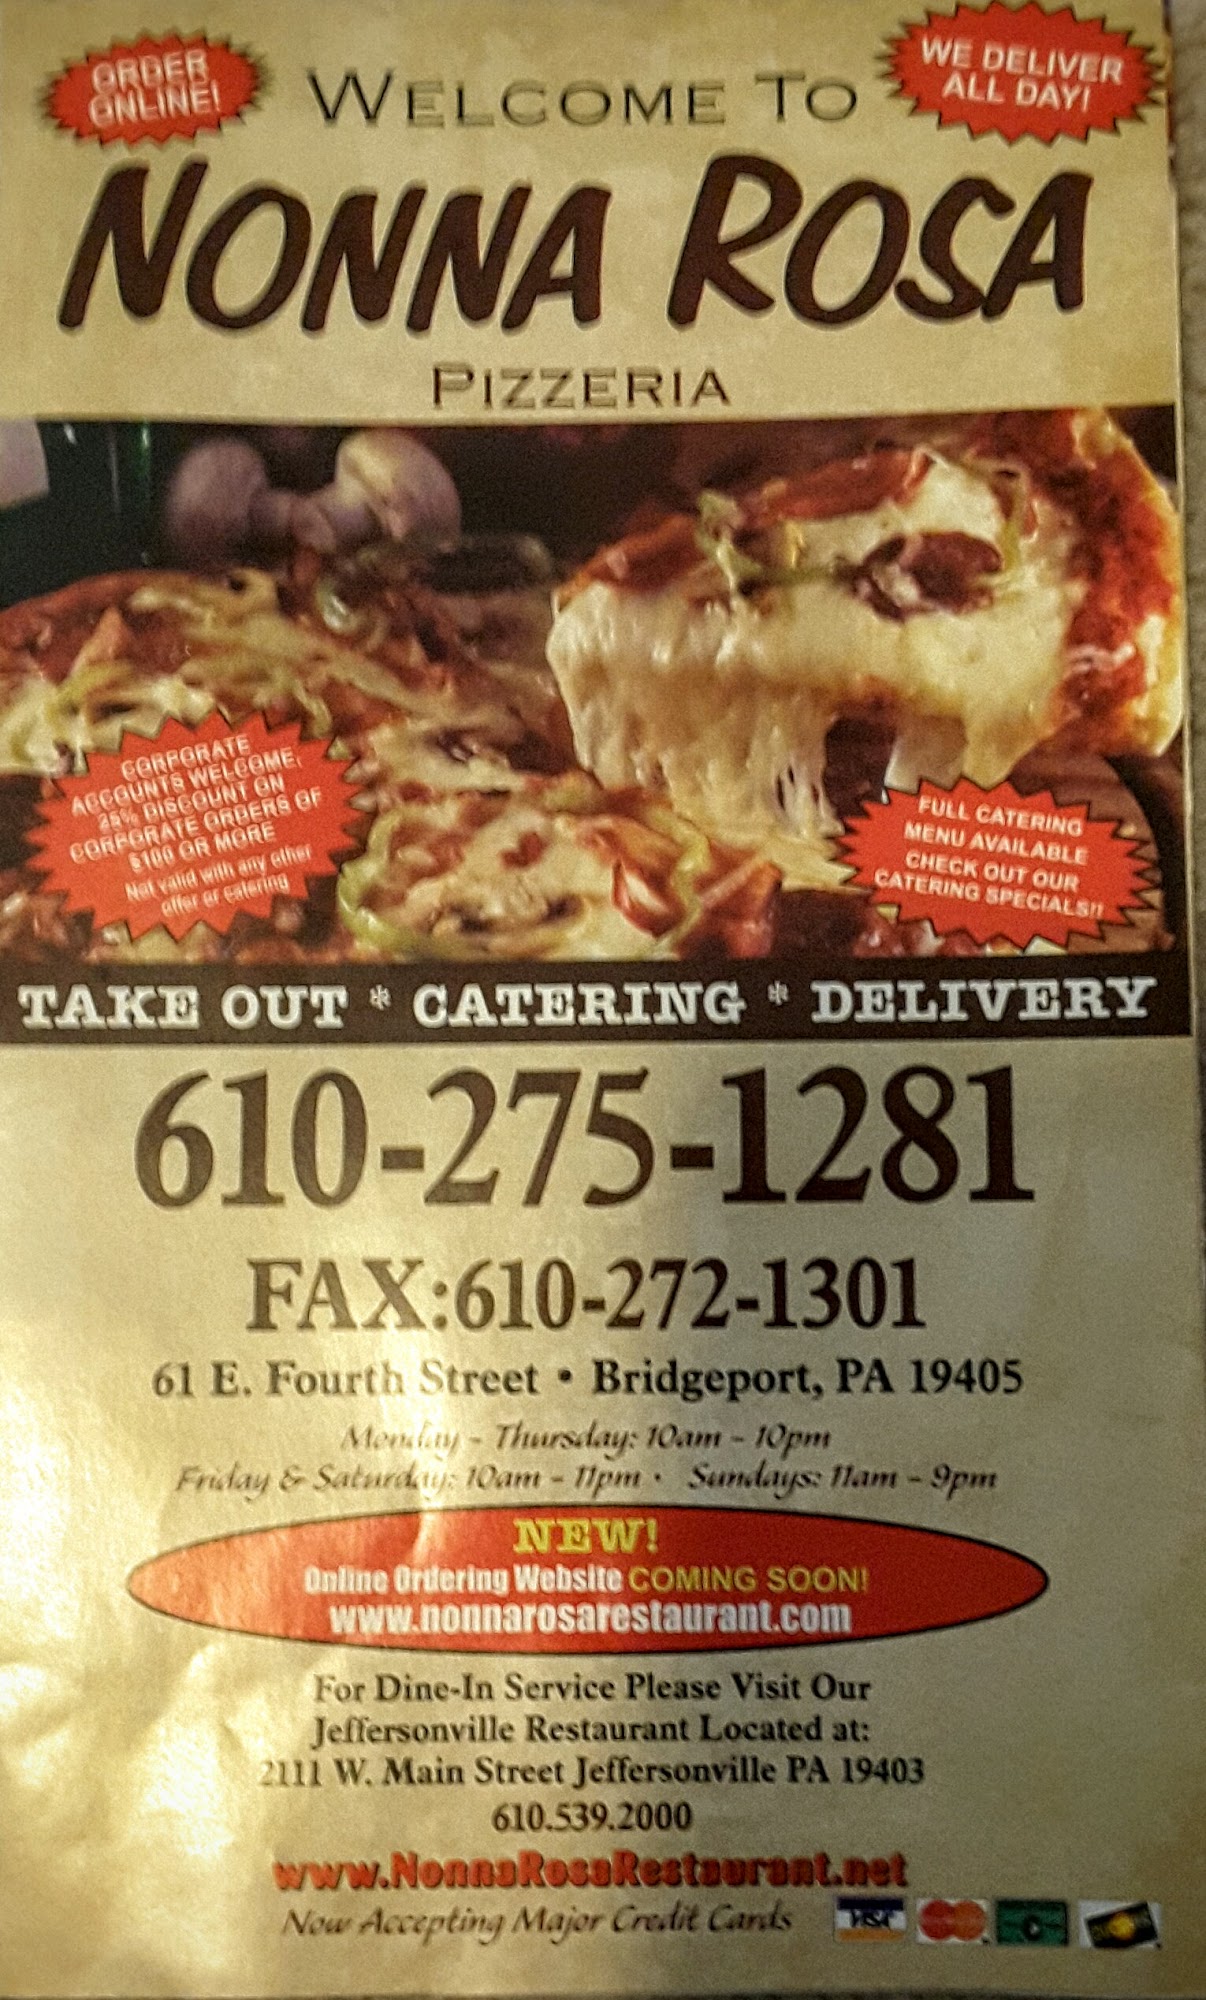 ORDER
ONLINE!
WELCOME TO
WE DELIVER
ALL DAY!
NONNA ROSA
PIZZERIA
CORPORATE
ACCOUNTS WELCOME,
25% DISCOUNT ON
CORPORATE ORDERS OF
$100 OR MORE
Not valid with any other
offer or catering
FULL CATERING
MENU AVAILABLE
CHECK OUT OUR
CATERING SPECIALS!!
TAKE OUT * CATERING * DELIVERY
610-275-1281
FAX:610-272-1301
61 E. Fourth Street • Bridgeport, PA 19405
Monday - Thursday: 10am - 10pm
Friday & Saturday: 10am - 11pm • Sundays: 11am - 9pm
NEW!
Online Ordering Website COMING SOON!
www.nonnarosarestaurant.com
For Dine-In Service Please Visit Our
Jeffersonville Restaurant Located at:
2111 W. Main Street Jeffersonville PA 19403
610.539.2000
www.NonnaRosaRestaurant.net
Now Accepting Major Credit Cards VISA